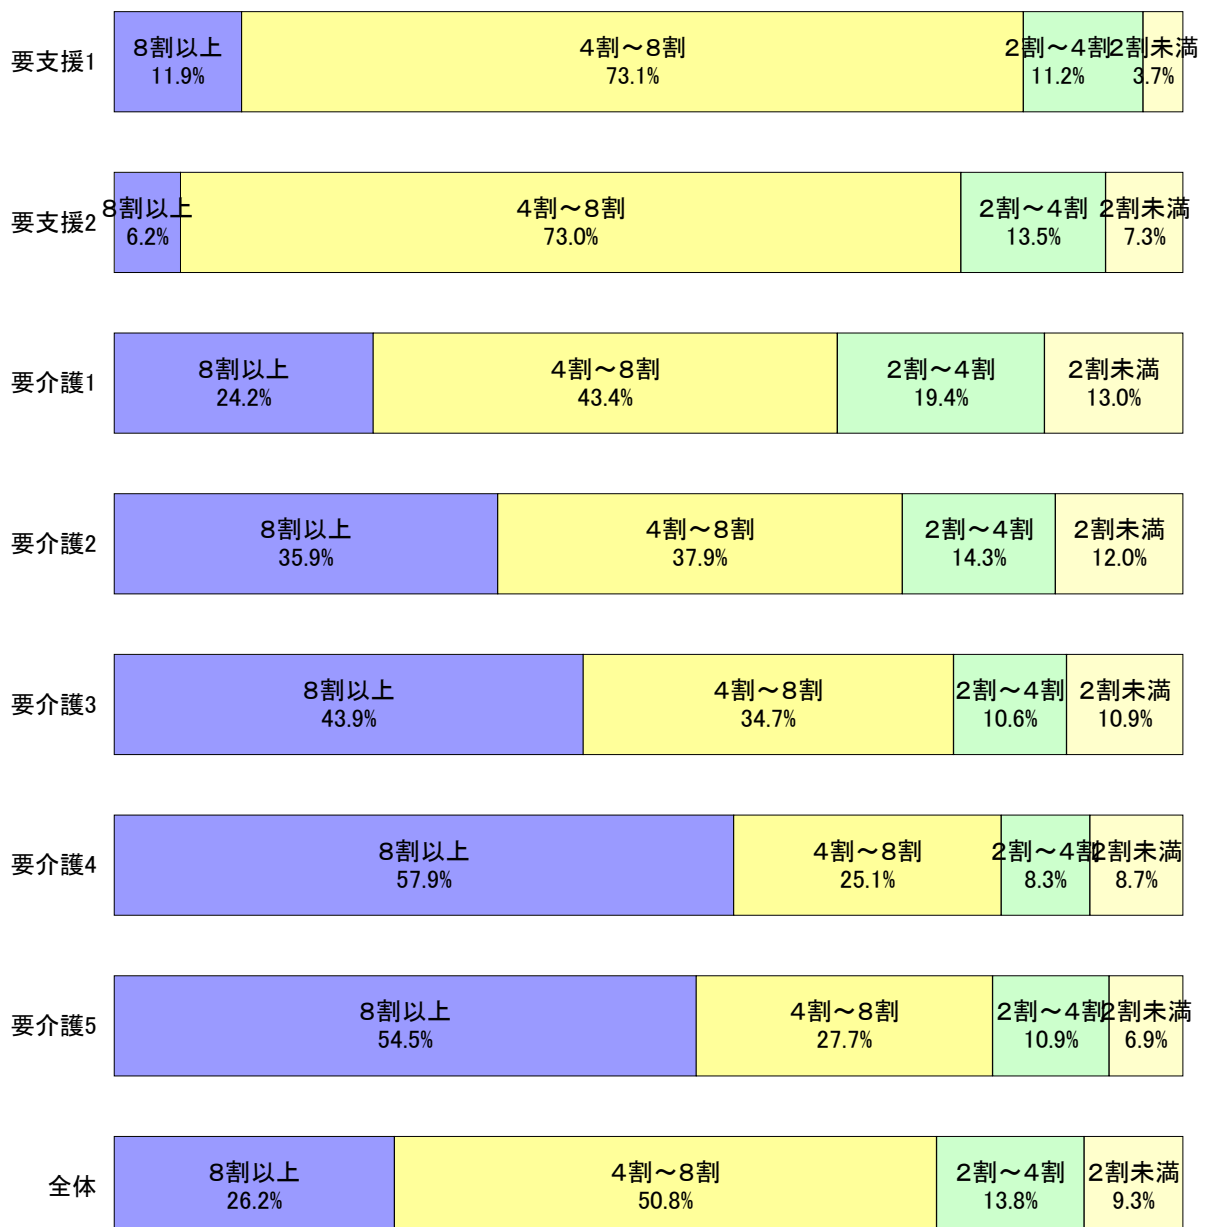 要支援1
8割以上
11.9%
4割～8割
73.1%
2割～4割
11.2%
2割未満
3.7%
要支援2
8割以上
6.2%
4割～8割
73.0%
2割～4割
13.5%
2割未満
7.3%
要介護1
8割以上
24.2%
4割～8割
43.4%
2割～4割
19.4%
2割未満
13.0%
要介護2
8割以上
35.9%
4割～8割
37.9%
2割～4割
14.3%
2割未満
12.0%
要介護3
8割以上
43.9%
4割～8割
34.7%
2割～4割
10.6%
2割未満
10.9%
要介護4
8割以上
57.9%
4割～8割
25.1%
2割～4割
8.3%
2割未満
8.7%
要介護5
8割以上
54.5%
4割～8割
27.7%
2割～4割
10.9%
2割未満
6.9%
全体
8割以上
26.2%
4割～8割
50.8%
2割～4割
13.8%
2割未満
9.3%